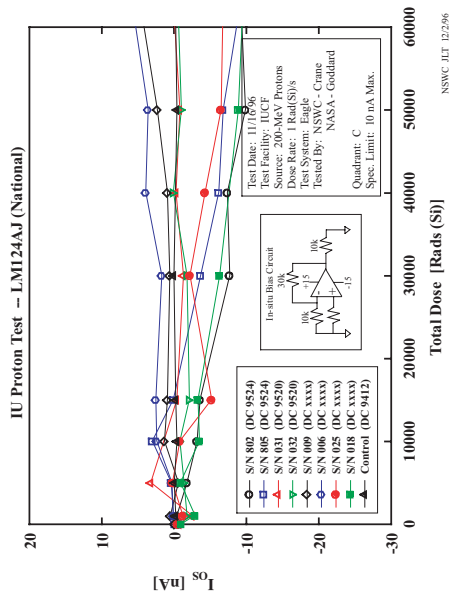 IU Proton Test – LM124AJ (National)
I_OS [nA]
20
10
0
-10
-20
-30
0
10000
20000
30000
40000
50000
60000
Total Dose [Rads (Si)]
S/N 802 (DC 9524)
S/N 805 (DC 9524)
S/N 031 (DC 9520)
S/N 032 (DC 9520)
S/N 009 (DC xxxx)
S/N 006 (DC xxxx)
S/N 025 (DC xxxx)
S/N 018 (DC xxxx)
Control (DC 9412)
In-situ Bias Circuit
30k
+15
10k
-
+
-15
10k
Test Date: 11/16/96
Test Facility: IUCF
Source: 200-MeV Protons
Dose Rate: 1 Rad(Si)/s
Test System: Eagle
Tested By: NSWC - Crane
NASA - Goddard
Quadrant: C
Spec. Limit: 10 nA Max.
NSWC JLT 12/2/96